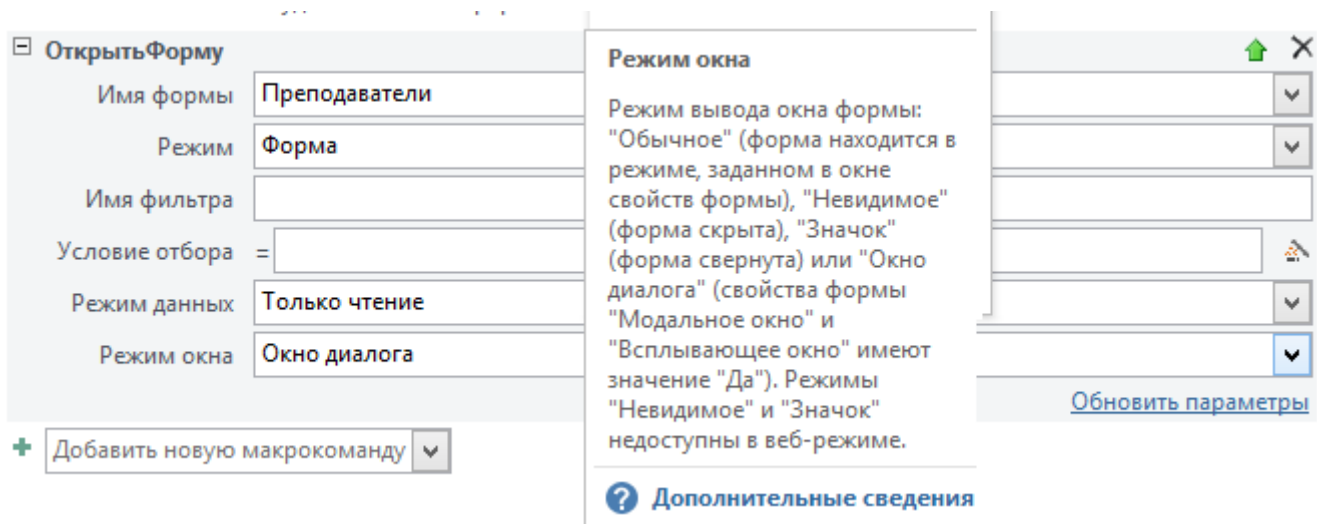 ОткрытьФорму
Имя формы Преподаватели
Режим Форма
Имя фильтра
Условие отбора =
Режим данных Только чтение
Режим окна Окно диалога
Обновить параметры
Добавить новую макрокоманду
Режим окна
Режим вывода окна формы:
"Обычное" (форма находится в
режиме, заданном в окне
свойств формы), "Невидимое"
(форма скрыта), "Значок"
(форма свернута) или "Окно
диалога" (свойства формы
"Модальное окно" и
"Всплывающее окно" имеют
значение "Да"). Режимы
"Невидимое" и "Значок"
недоступны в веб-режиме.
Дополнительные сведения